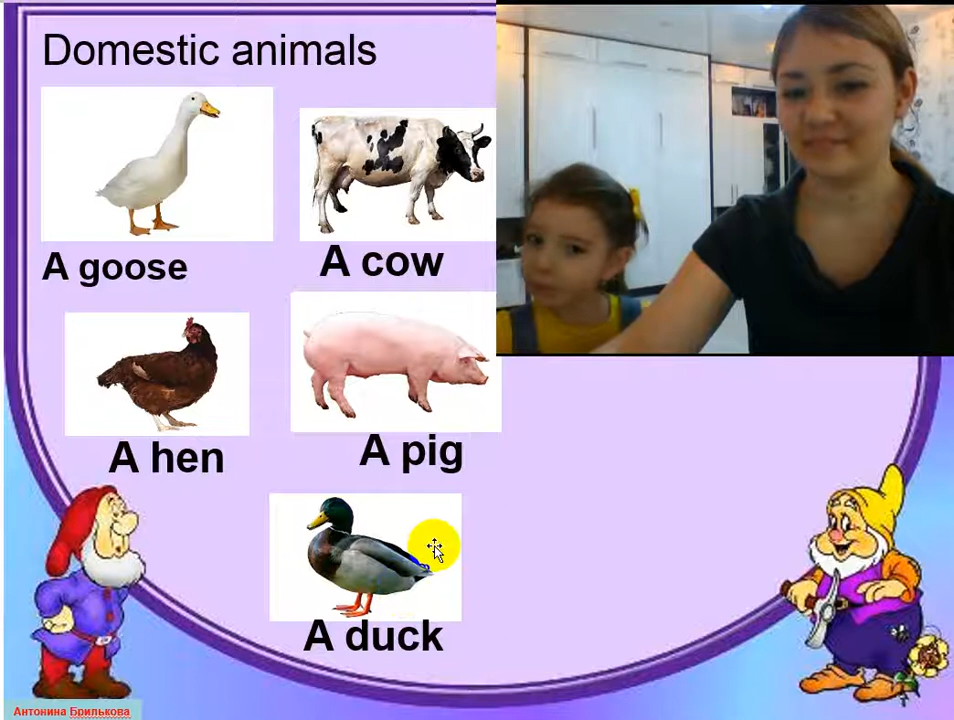 Domestic animals
A goose
A cow
A hen
A pig
A duck
Антонина Брилькова